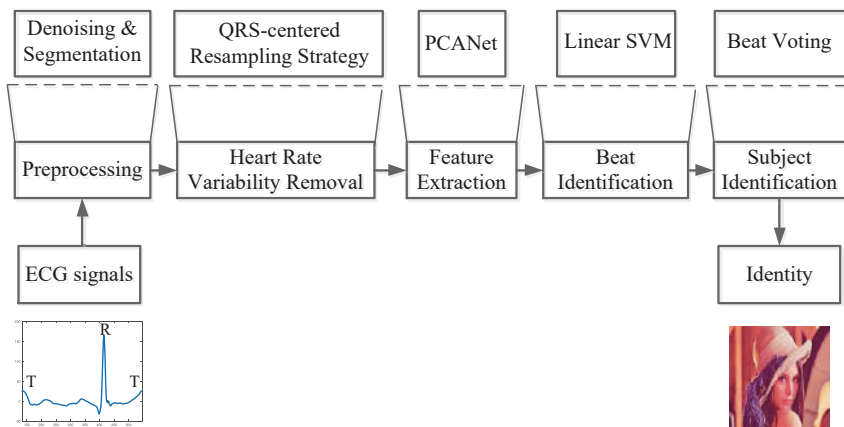 Denoising &
Segmentation
QRS-centered
Resampling Strategy
PCANet
Linear SVM
Beat Voting
Preprocessing
Heart Rate
Variability Removal
Feature
Extraction
Beat
Identification
Subject
Identification
ECG signals
Identity
R
T
T